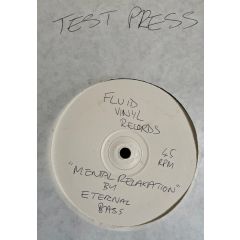 TEST PRESS
FLUID
VINYL
RECORDS
45
RPM
"MENTAL RELAXATION"
BY
ETERNAL
BASS